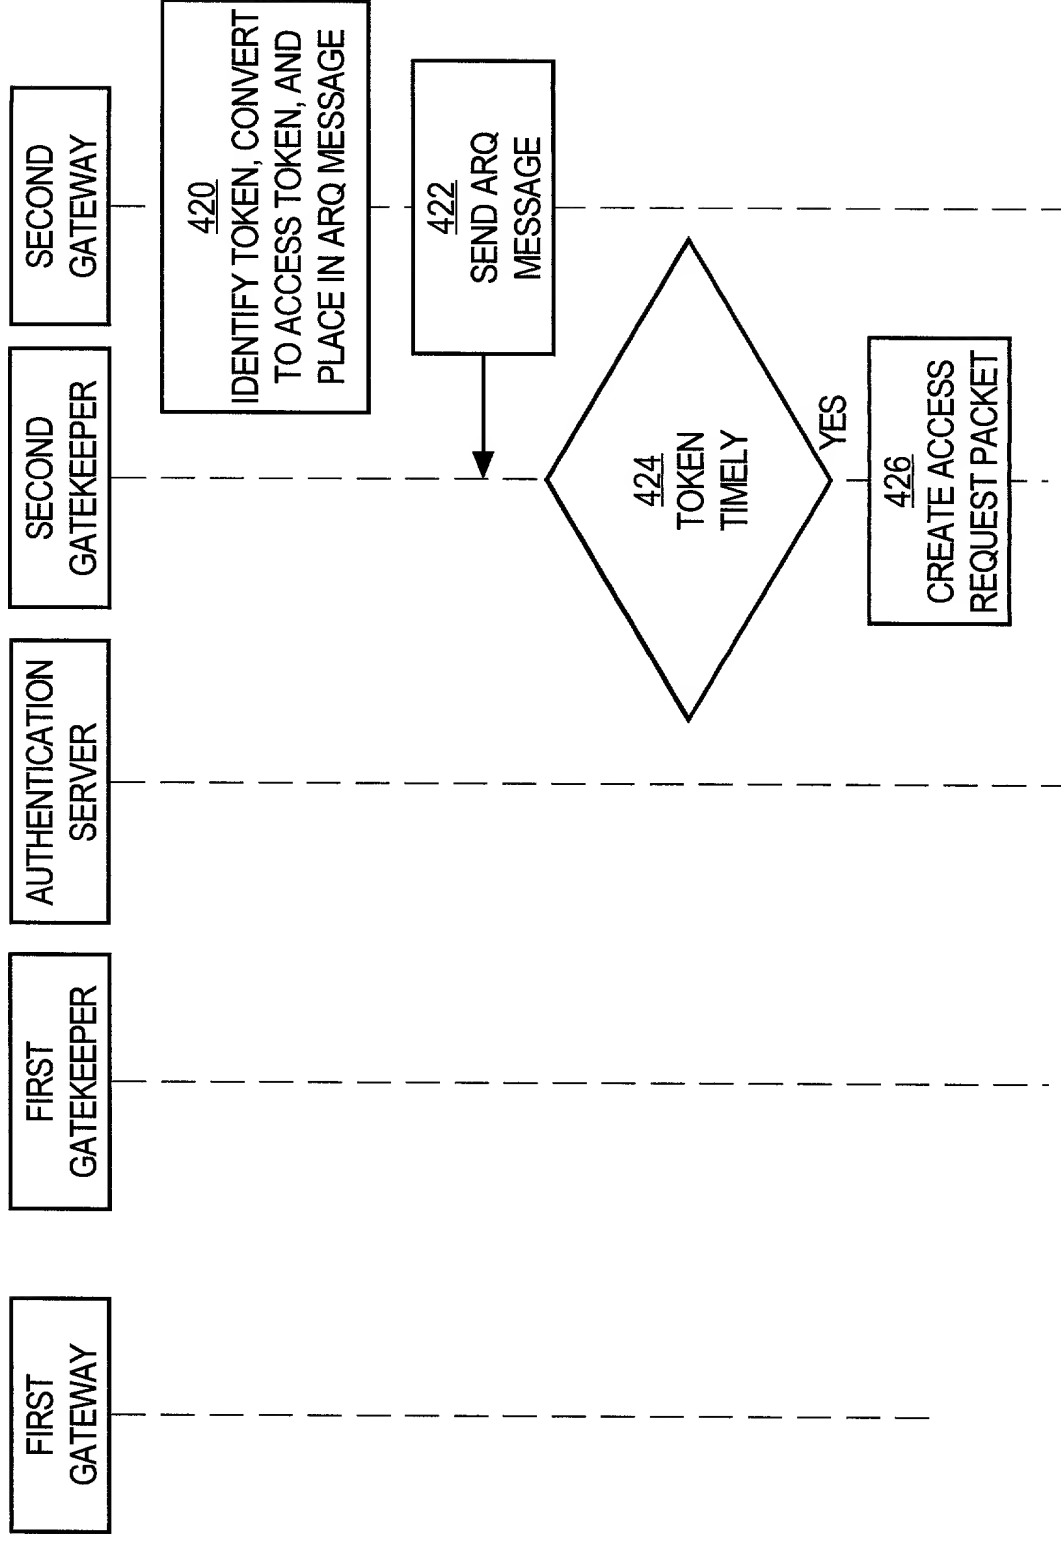 FIRST
GATEWAY
FIRST
GATEKEEPER
AUTHENTICATION
SERVER
SECOND
GATEKEEPER
SECOND
GATEWAY
420
IDENTIFY TOKEN, CONVERT
TO ACCESS TOKEN, AND
PLACE IN ARQ MESSAGE
422
SEND ARQ
MESSAGE
424
TOKEN
TIMELY
YES
426
CREATE ACCESS
REQUEST PACKET